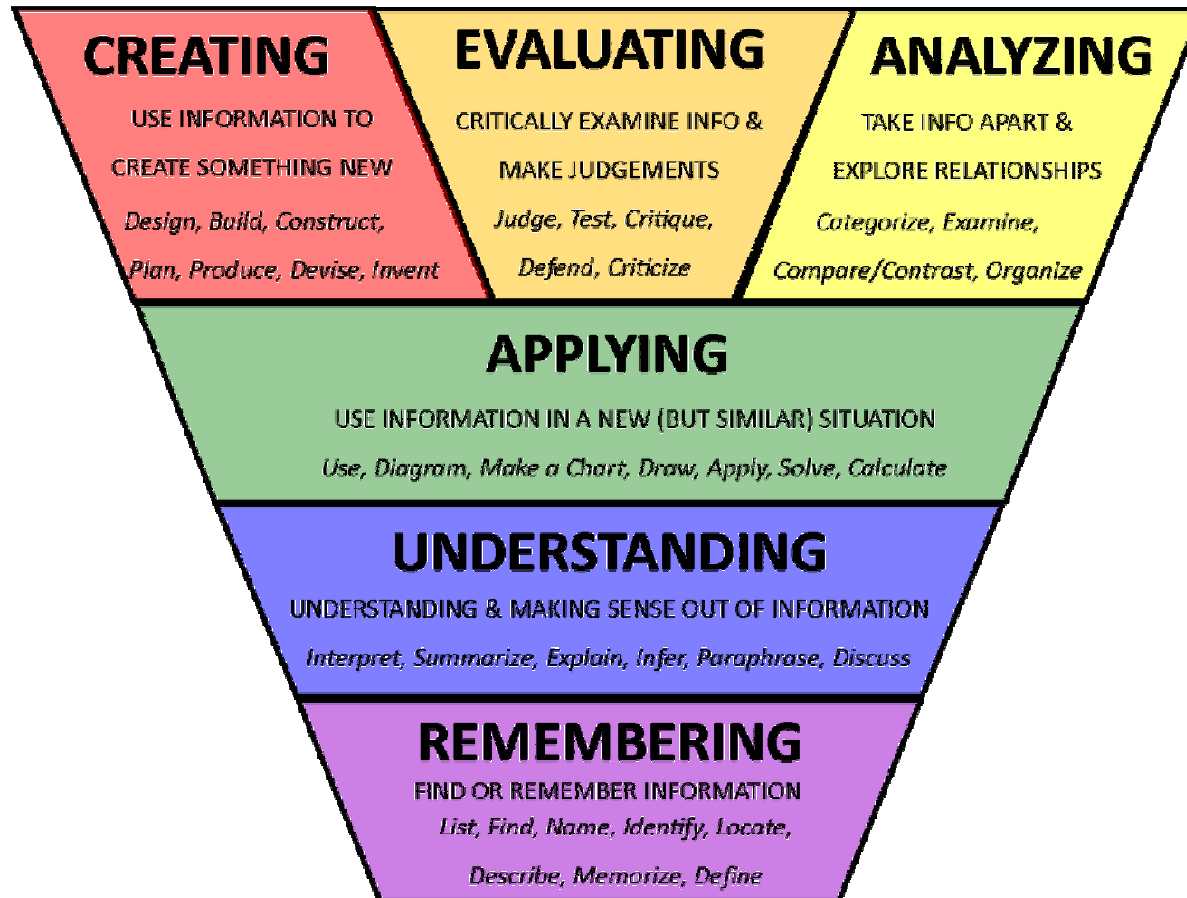 CREATING
USE INFORMATION TO
CREATE SOMETHING NEW
Design, Build, Construct,
Plan, Produce, Devise, Invent
EVALUATING
CRITICALLY EXAMINE INFO &
MAKE JUDGEMENTS
Judge, Test, Critique,
Defend, Criticize
ANALYZING
TAKE INFO APART &
EXPLORE RELATIONSHIPS
Categorize, Examine,
Compare/Contrast, Organize
APPLYING
USE INFORMATION IN A NEW (BUT SIMILAR) SITUATION
Use, Diagram, Make a Chart, Draw, Apply, Solve, Calculate
UNDERSTANDING
UNDERSTANDING & MAKING SENSE OUT OF INFORMATION
Interpret, Summarize, Explain, Infer, Paraphrase, Discuss
REMEMBERING
FIND OR REMEMBER INFORMATION
List, Find, Name, Identify, Locate,
Describe, Memorize, Define